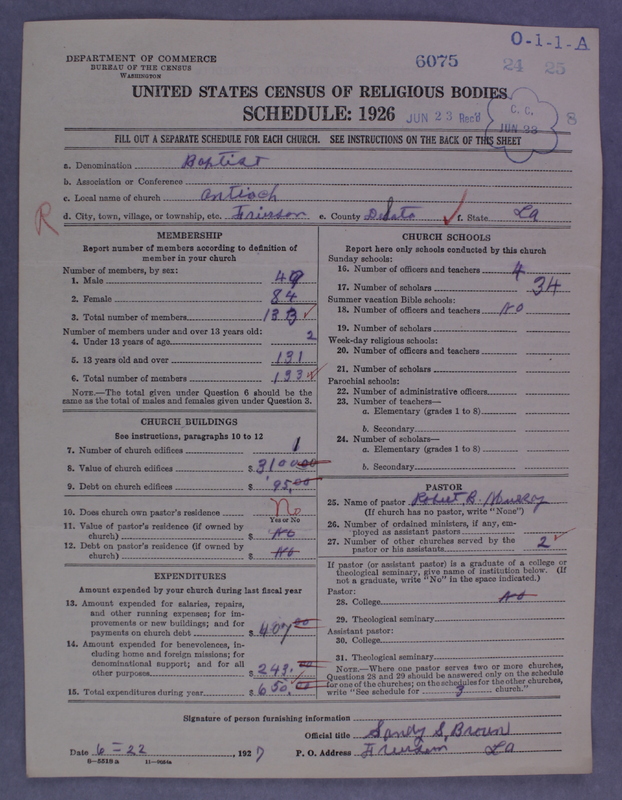 O-1-1-A
DEPARTMENT OF COMMERCE
BUREAU OF THE CENSUS
WASHINGTON
6075
24 25
UNITED STATES CENSUS OF RELIGIOUS BODIES
SCHEDULE: 1926
JUN 23 Rec'd
C. C.
JUN 23
8
FILL OUT A SEPARATE SCHEDULE FOR EACH CHURCH. SEE INSTRUCTIONS ON THE BACK OF THIS SHEET
a. Denomination Baptist
b. Association or Conference
c. Local name of church Antioch
R
d. City, town, village, or township, etc. Frierson e. County DeSoto f. State La
MEMBERSHIP
Report number of members according to definition of
member in your church
Number of members, by sex:
1. Male 49
2. Female 84
3. Total number of members 133
Number of members under and over 13 years old:
4. Under 13 years of age 2
5. 13 years old and over 131
6. Total number of members 133
NOTE.—The total given under Question 6 should be the
same as the total of males and females given under Question 3.
CHURCH BUILDINGS
See instructions, paragraphs 10 to 12
7. Number of church edifices 1
8. Value of church edifices $ 3100.00
9. Debt on church edifices $ 95.00
10. Does church own pastor's residence No
Yes or No
11. Value of pastor's residence (if owned by
church) $ No
12. Debt on pastor's residence (if owned by
church) $ No
EXPENDITURES
Amount expended by your church during last fiscal year
13. Amount expended for salaries, repairs,
and other running expenses; for im-
provements or new buildings; and for
payments on church debt $ 407.00
14. Amount expended for benevolences, in-
cluding home and foreign missions; for
denominational support; and for all
other purposes $ 243.00
15. Total expenditures during year $ 650.00
CHURCH SCHOOLS
Report here only schools conducted by this church
Sunday schools:
16. Number of officers and teachers 4
17. Number of scholars 34
Summer vacation Bible schools:
18. Number of officers and teachers No
19. Number of scholars
Week-day religious schools:
20. Number of officers and teachers
21. Number of scholars
Parochial schools:
22. Number of administrative officers
23. Number of teachers—
a. Elementary (grades 1 to 8)
b. Secondary
24. Number of scholars—
a. Elementary (grades 1 to 8)
b. Secondary
PASTOR
25. Name of pastor Robert, B.
(If church has no pastor, write "None")
26. Number of ordained ministers, if any, em-
ployed as assistant pastors
27. Number of other churches served by the
pastor or his assistants 2
If pastor (or assistant pastor) is a graduate of a college or
theological seminary, give name of institution below. (If
not a graduate, write "No" in the space indicated.)
Pastor:
28. College No
29. Theological seminary
Assistant pastor:
30. College
31. Theological seminary
NOTE.—Where one pastor serves two or more churches,
Questions 28 and 29 should be answered only on the schedule
for one of the churches; on the schedules for the other churches,
write "See schedule for 3 church."
Signature of person furnishing information
Official title Sandy S, Brown
Date 6-22, 1927 P. O. Address Frierson La
8-5518a 11-9664a